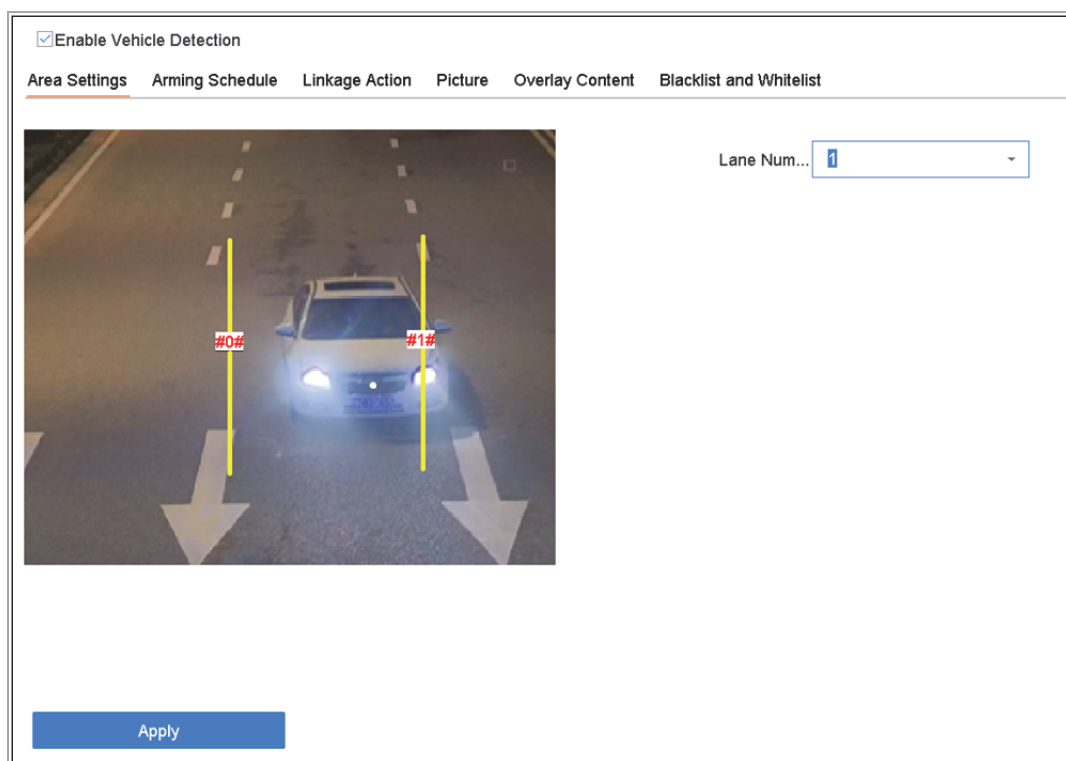 Enable Vehicle Detection
Area Settings Arming Schedule Linkage Action Picture Overlay Content Blacklist and Whitelist
Lane Num... 1
#0# #1#
Apply